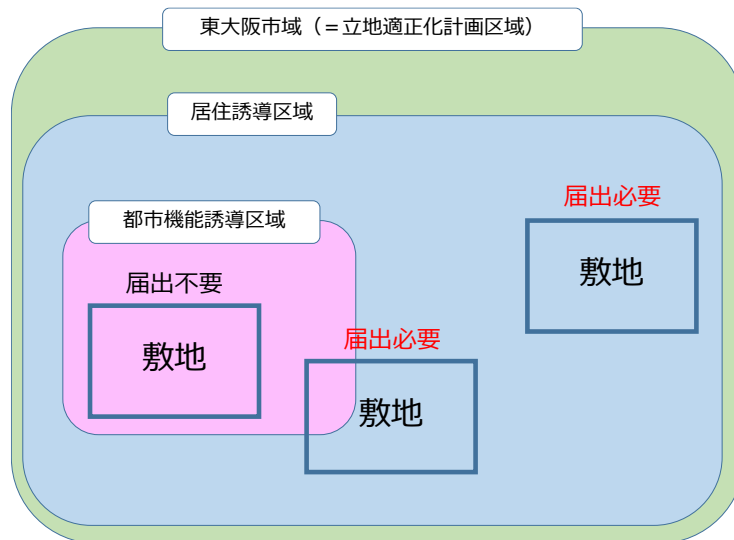 東大阪市域（＝立地適正化計画区域）
居住誘導区域
届出必要
都市機能誘導区域
敷地
届出不要
届出必要
敷地
敷地